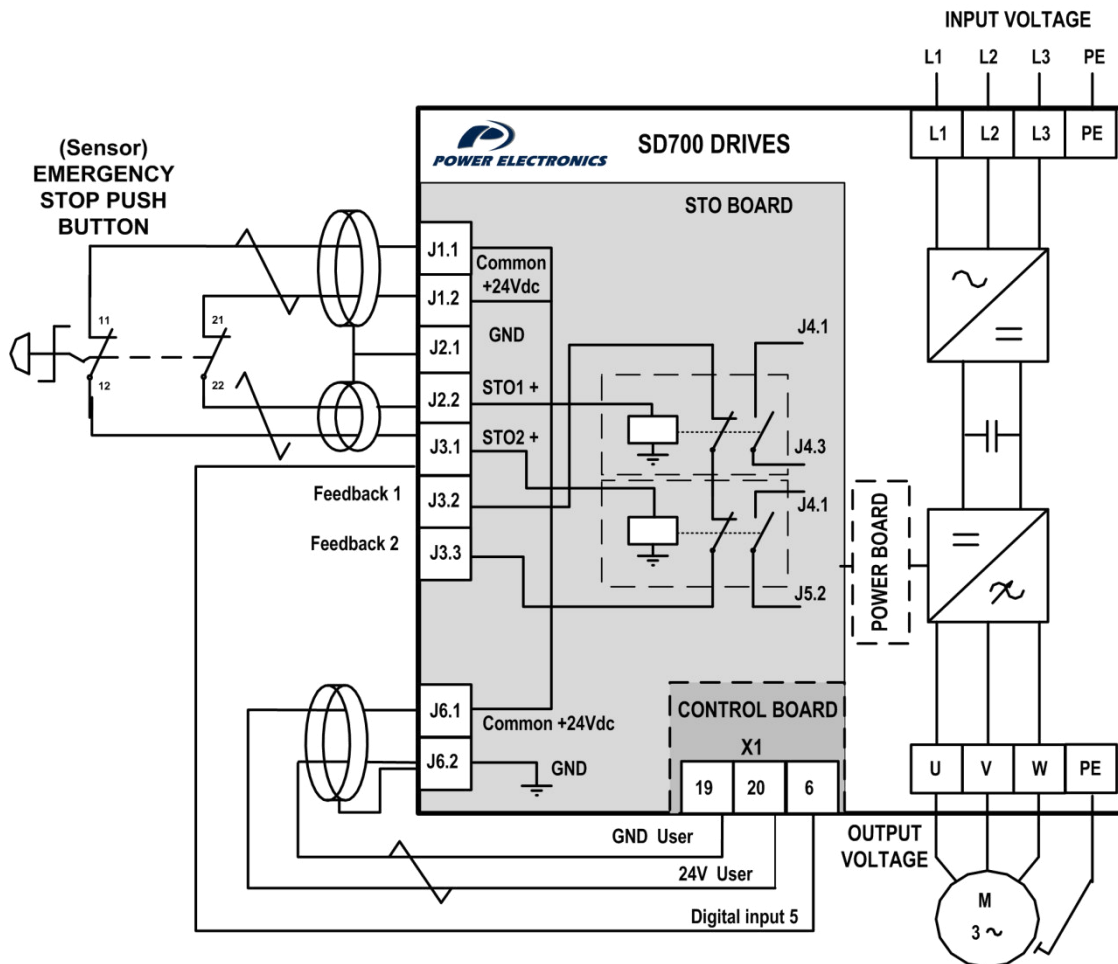 INPUT VOLTAGE
L1 L2 L3 PE
L1 L2 L3 PE
POWER ELECTRONICS
SD700 DRIVES
(Sensor)
EMERGENCY
STOP PUSH
BUTTON
STO BOARD
J1.1
Common
+24Vdc
J1.2
GND
J2.1
J4.1
11
21
12
22
STO1 +
J2.2
STO2 +
J3.1
J4.3
Feedback 1
J3.2
J4.1
Feedback 2
J3.3
J5.2
POWER BOARD
J6.1
Common +24Vdc
J6.2
GND
CONTROL BOARD
X1
19 20 6
U V W PE
GND User
24V User
Digital input 5
OUTPUT
VOLTAGE
M
3 ~